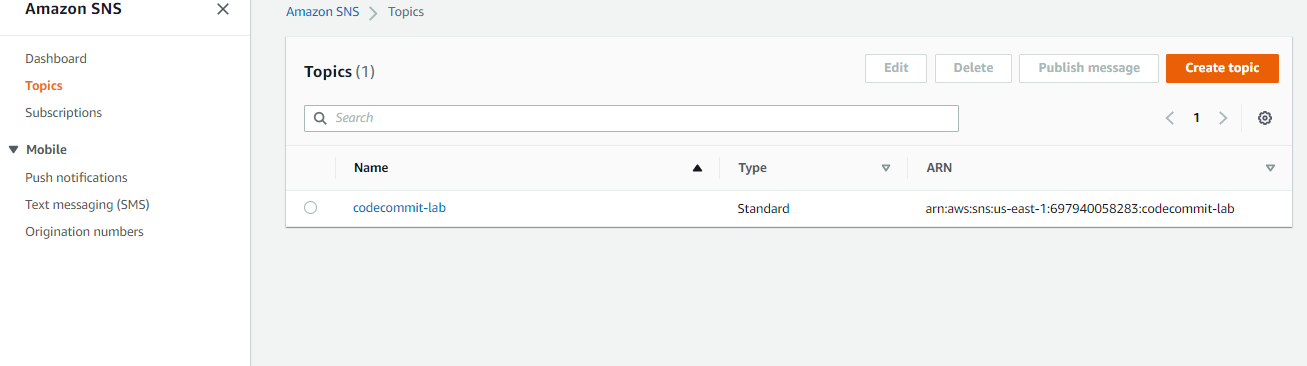 Amazon SNS
Dashboard
Topics
Subscriptions
Mobile
Push notifications
Text messaging (SMS)
Origination numbers
Amazon SNS Topics
Topics (1)
Edit Delete Publish message Create topic
Search
1
Name Type ARN
codecommit-lab Standard arn:aws:sns:us-east-1:697940058283:codecommit-lab